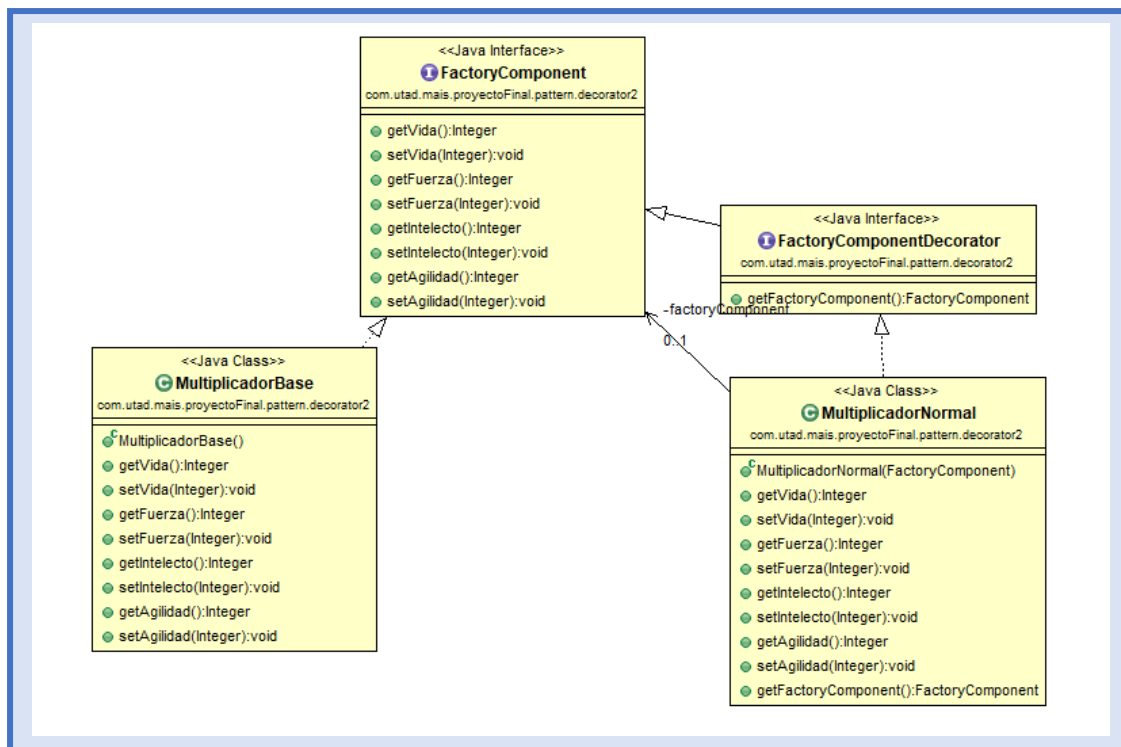 <<Java Interface>>
FactoryComponent
com.utad.mais.proyectoFinal.pattern.decorator2
getVida():Integer
setVida(Integer):void
getFuerza():Integer
setFuerza(Integer):void
getIntelecto():Integer
setIntelecto(Integer):void
getAgilidad():Integer
setAgilidad(Integer):void
<<Java Interface>>
FactoryComponentDecorator
com.utad.mais.proyectoFinal.pattern.decorator2
getFactoryComponent():FactoryComponent
-factoryComponent
0..1
<<Java Class>>
MultiplicadorBase
com.utad.mais.proyectoFinal.pattern.decorator2
MultiplicadorBase()
getVida():Integer
setVida(Integer):void
getFuerza():Integer
setFuerza(Integer):void
getIntelecto():Integer
setIntelecto(Integer):void
getAgilidad():Integer
setAgilidad(Integer):void
<<Java Class>>
MultiplicadorNormal
com.utad.mais.proyectoFinal.pattern.decorator2
MultiplicadorNormal(FactoryComponent)
getVida():Integer
setVida(Integer):void
getFuerza():Integer
setFuerza(Integer):void
getIntelecto():Integer
setIntelecto(Integer):void
getAgilidad():Integer
setAgilidad(Integer):void
getFactoryComponent():FactoryComponent